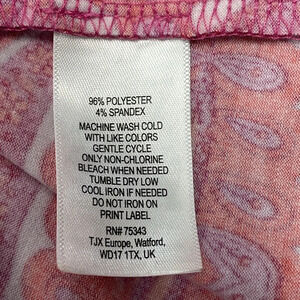 96% POLYESTER
4% SPANDEX
MACHINE WASH COLD
WITH LIKE COLORS
GENTLE CYCLE
ONLY NON-CHLORINE
BLEACH WHEN NEEDED
TUMBLE DRY LOW
COOL IRON IF NEEDED
DO NOT IRON ON
PRINT LABEL
RN# 75343
TJX Europe, Watford,
WD17 1TX, UK